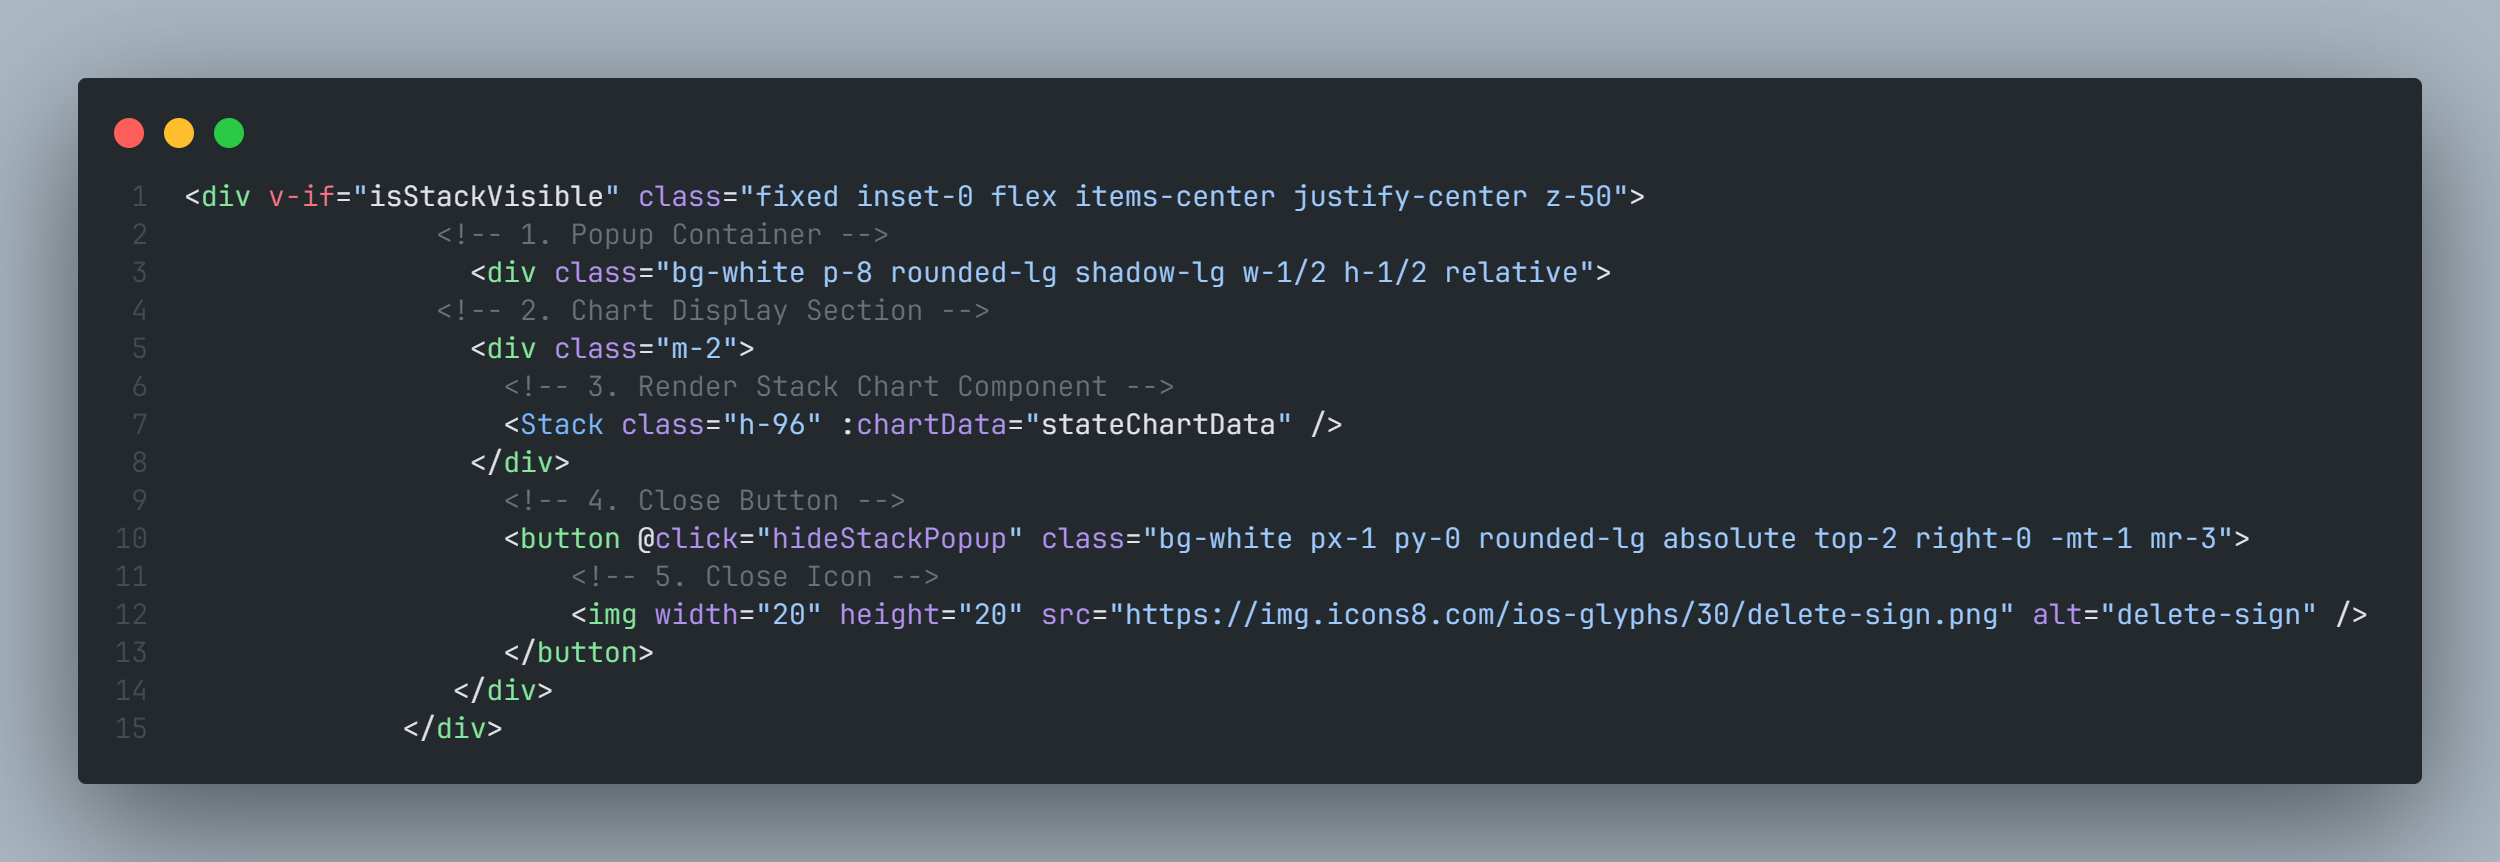 1 <div v-if="isStackVisible" class="fixed inset-0 flex items-center justify-center z-50">
2 <!-- 1. Popup Container -->
3 <div class="bg-white p-8 rounded-lg shadow-lg w-1/2 h-1/2 relative">
4 <!-- 2. Chart Display Section -->
5 <div class="m-2">
6 <!-- 3. Render Stack Chart Component -->
7 <Stack class="h-96" :chartData="stateChartData" />
8 </div>
9 <!-- 4. Close Button -->
10 <button @click="hideStackPopup" class="bg-white px-1 py-0 rounded-lg absolute top-2 right-0 -mt-1 mr-3">
11 <!-- 5. Close Icon -->
12 <img width="20" height="20" src="https://img.icons8.com/ios-glyphs/30/delete-sign.png" alt="delete-sign" />
13 </button>
14 </div>
15 </div>